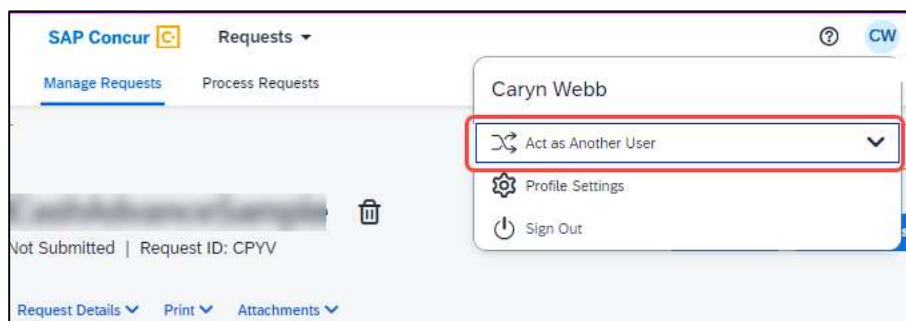 SAP Concur C Requests
CW
Manage Requests Process Requests
Caryn Webb
Act as Another User
Profile Settings
Sign Out
Not Submitted | Request ID: CPYV
Request Details Print Attachments